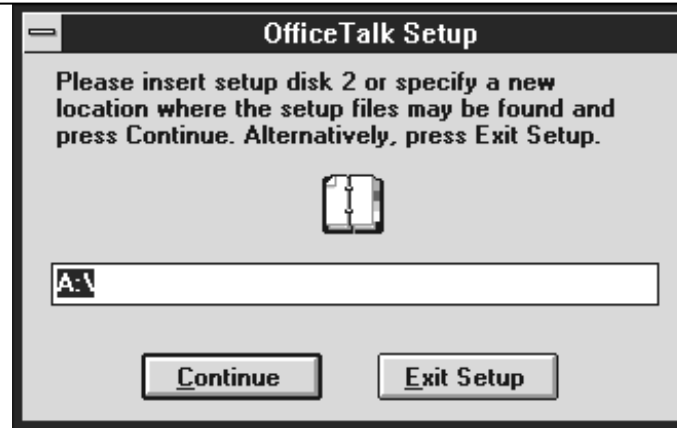 OfficeTalk Setup
Please insert setup disk 2 or specify a new
location where the setup files may be found and
press Continue. Alternatively, press Exit Setup.
A:\
Continue
Exit Setup